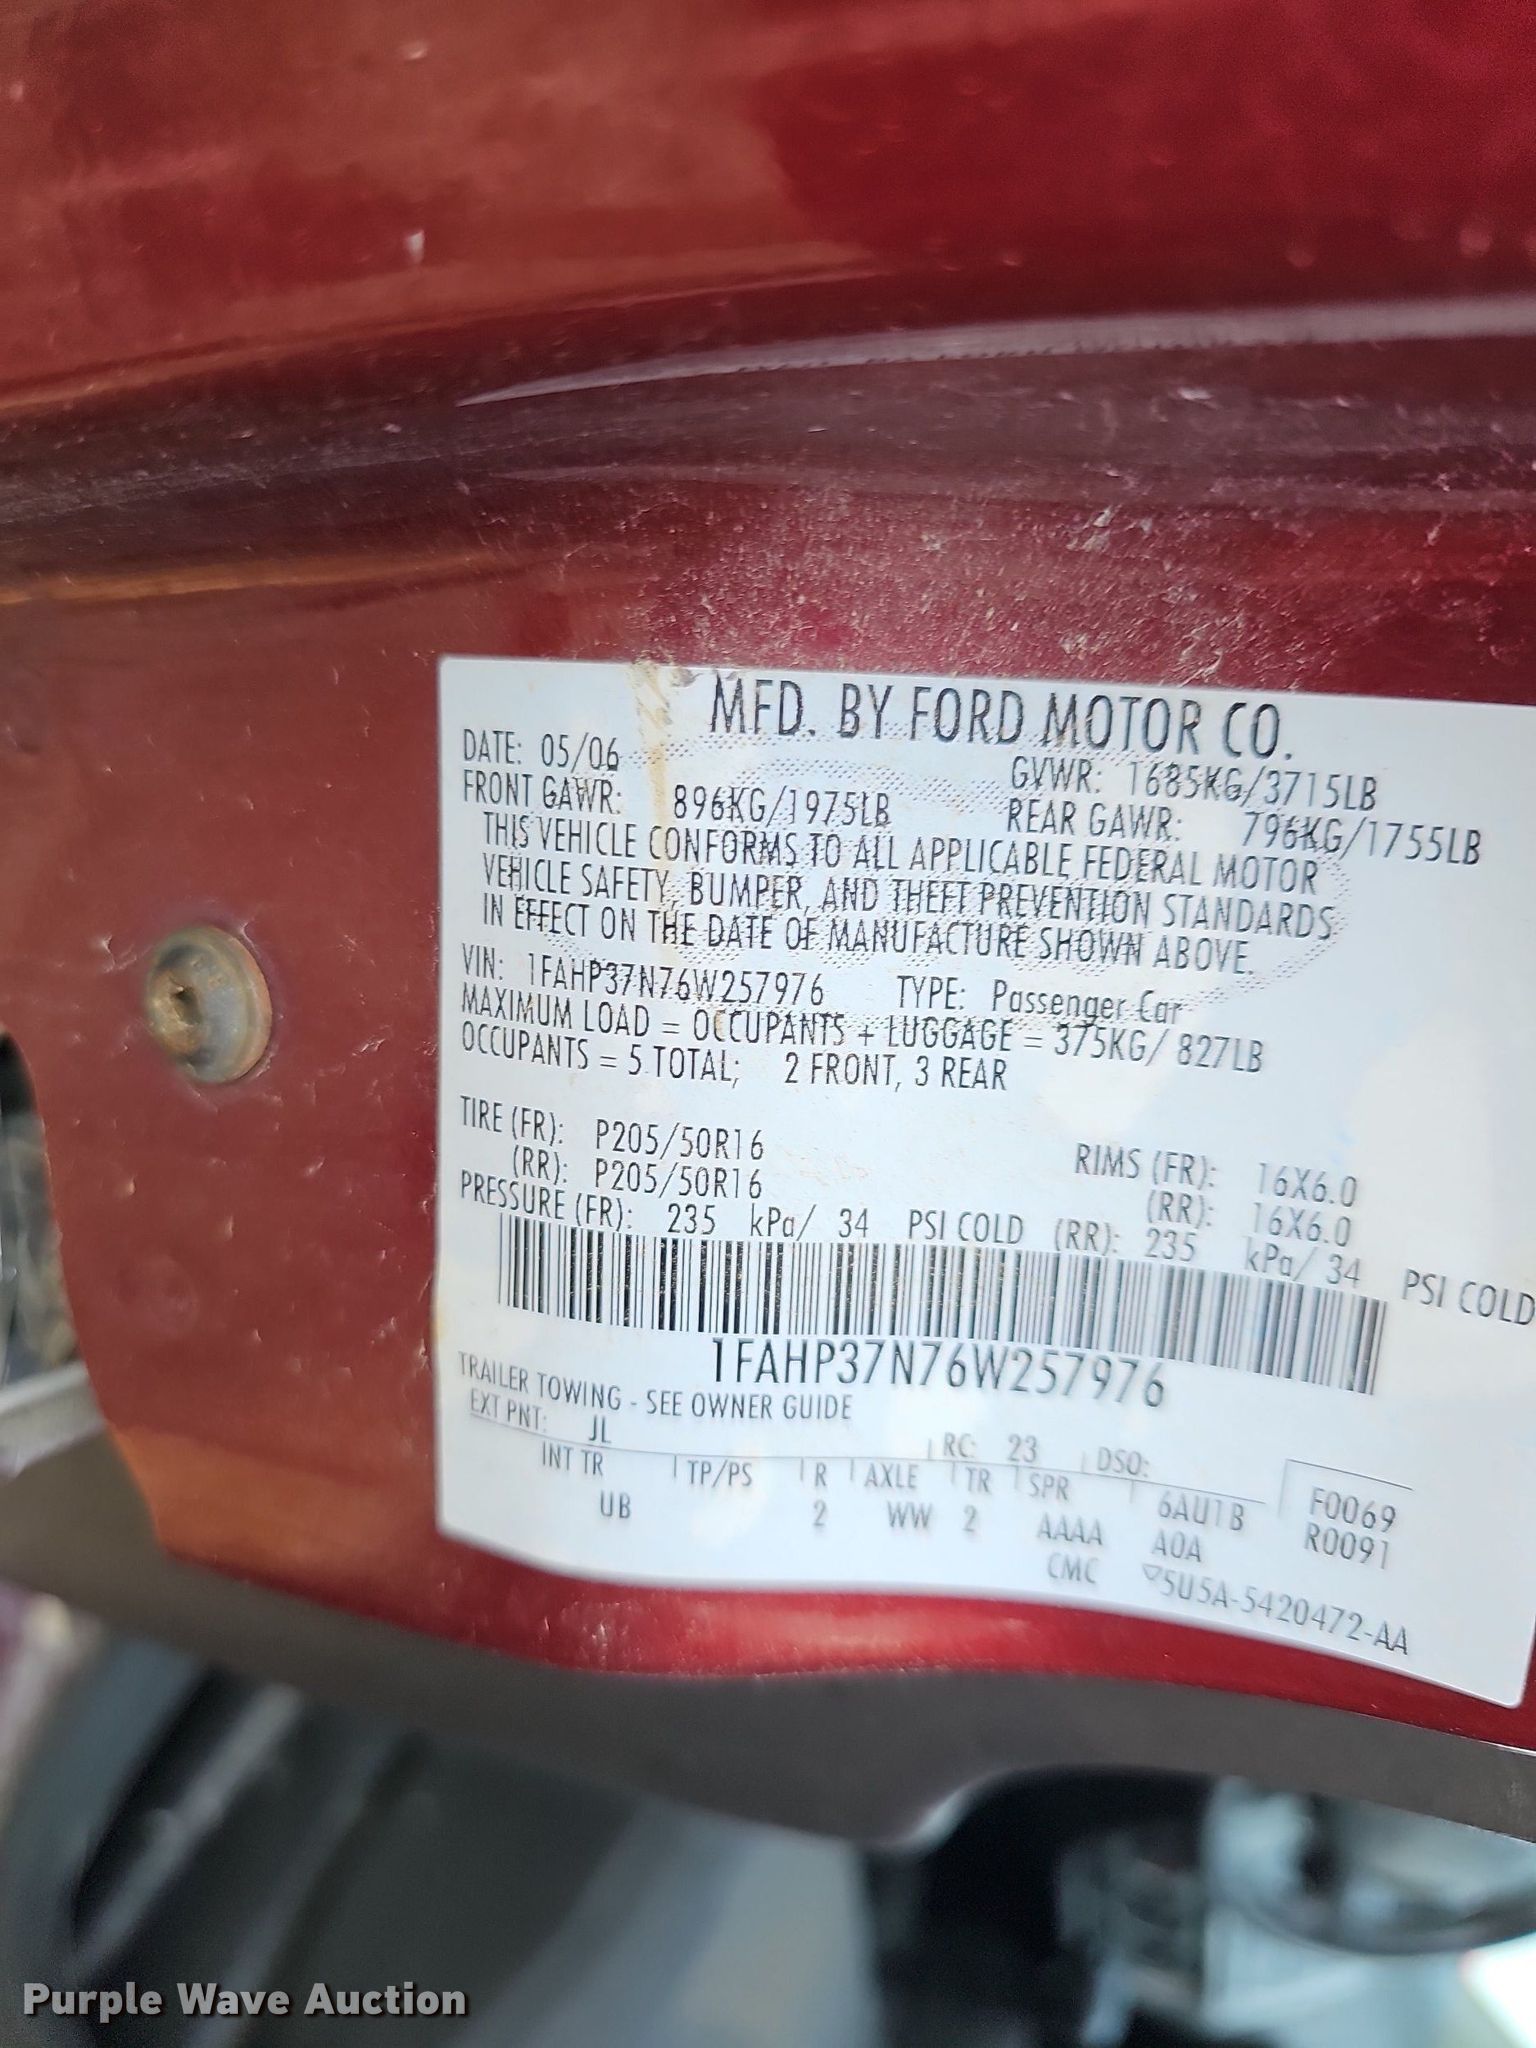 MFD. BY FORD MOTOR CO.
DATE: 05/06 GVWR: 1685KG/3715LB
FRONT GAWR: 896KG/1975LB REAR GAWR: 796KG/1755LB
THIS VEHICLE CONFORMS TO ALL APPLICABLE FEDERAL MOTOR
VEHICLE SAFETY, BUMPER, AND THEFT PREVENTION STANDARDS
IN EFFECT ON THE DATE OF MANUFACTURE SHOWN ABOVE.
VIN: 1FAHP37N76W257976 TYPE: Passenger Car
MAXIMUM LOAD = OCCUPANTS + LUGGAGE = 375KG/ 827LB
OCCUPANTS = 5 TOTAL; 2 FRONT, 3 REAR
TIRE (FR): P205/50R16 RIMS (FR): 16X6.0
(RR): P205/50R16 (RR): 16X6.0
PRESSURE (FR): 235 kPa/ 34 PSI COLD (RR): 235 kPa/ 34 PSI COLD
1FAHP37N76W257976
TRAILER TOWING - SEE OWNER GUIDE
EXT PNT: JL RC: 23 DSO: F0069
INT TR TP/PS R AXLE TR SPR 6AU1B R0091
UB 2 WW 2 AAAA A0A
CMC ▽5U5A-5420472-AA
Purple Wave Auction